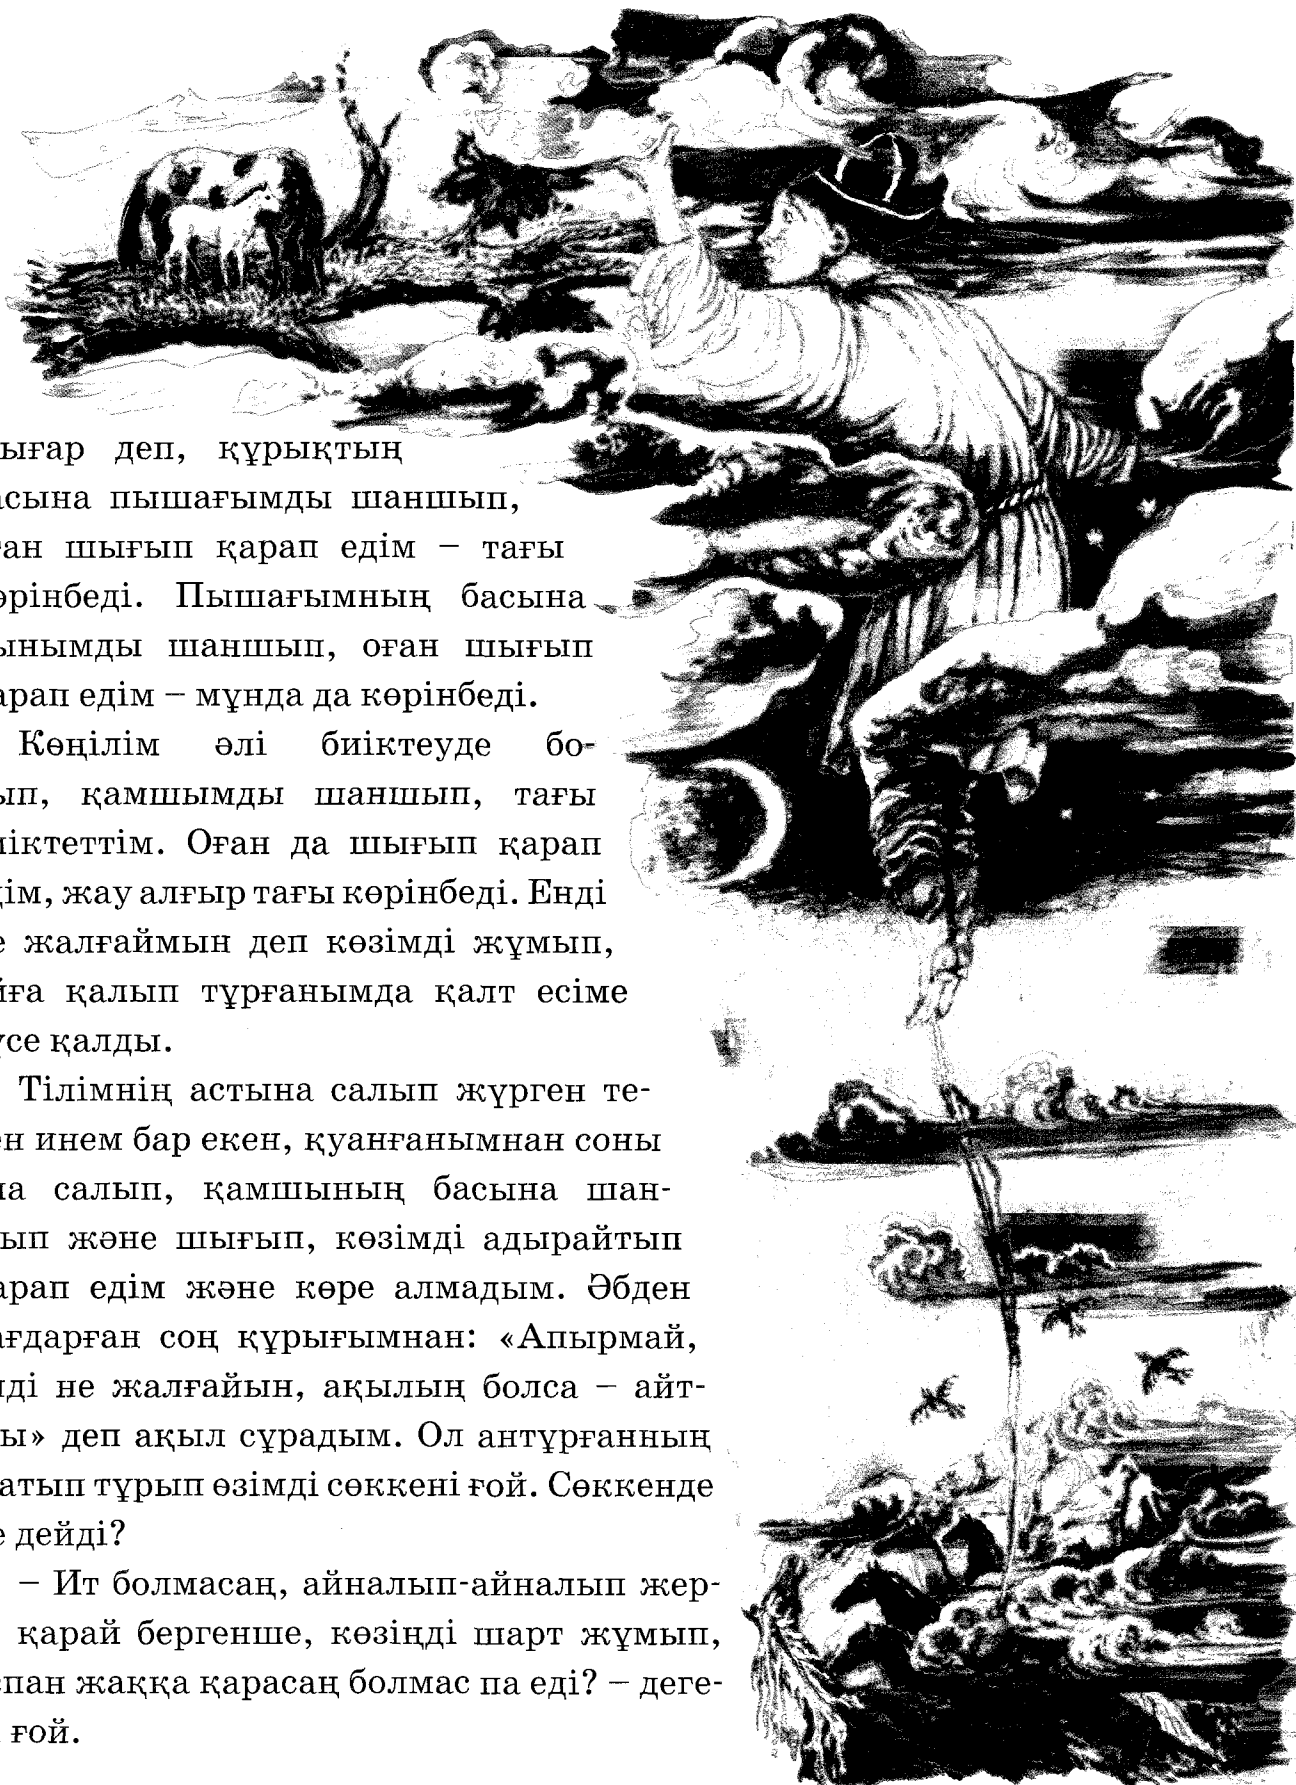 ығар деп, құрықтың
асына пышағымды шаншып,
ан шығып қарап едім – тағы
өрінбеді. Пышағымның басына
ынымды шаншып, оған шығып
арап едім – мұнда да көрінбеді.
Көңілім әлі биіктеуде бо-
ып, қамшымды шаншып, тағы
иіктеттім. Оған да шығып қарап
дім, жау алғыр тағы көрінбеді. Енді
е жалғаймын деп көзімді жұмып,
йға қалып тұрғанымда қалт есіме
үсе қалды.
Тілімнің астына салып жүрген те-
ен инем бар екен, қуанғанымнан соны
ла салып, қамшының басына шан-
ып және шығып, көзімді адырайтып
арап едім және көре алмадым. Әбден
ағдарған соң құрығымнан: «Апырмай,
нді не жалғайын, ақылың болса – айт-
ы» деп ақыл сұрадым. Ол антұрғанның
атып тұрып өзімді сөккені ғой. Сөккенде
е дейді?
– Ит болмасаң, айналып-айналып жер-
қарай бергенше, көзіңді шарт жұмып,
спан жаққа қарасаң болмас па еді? – деге-
ғой.